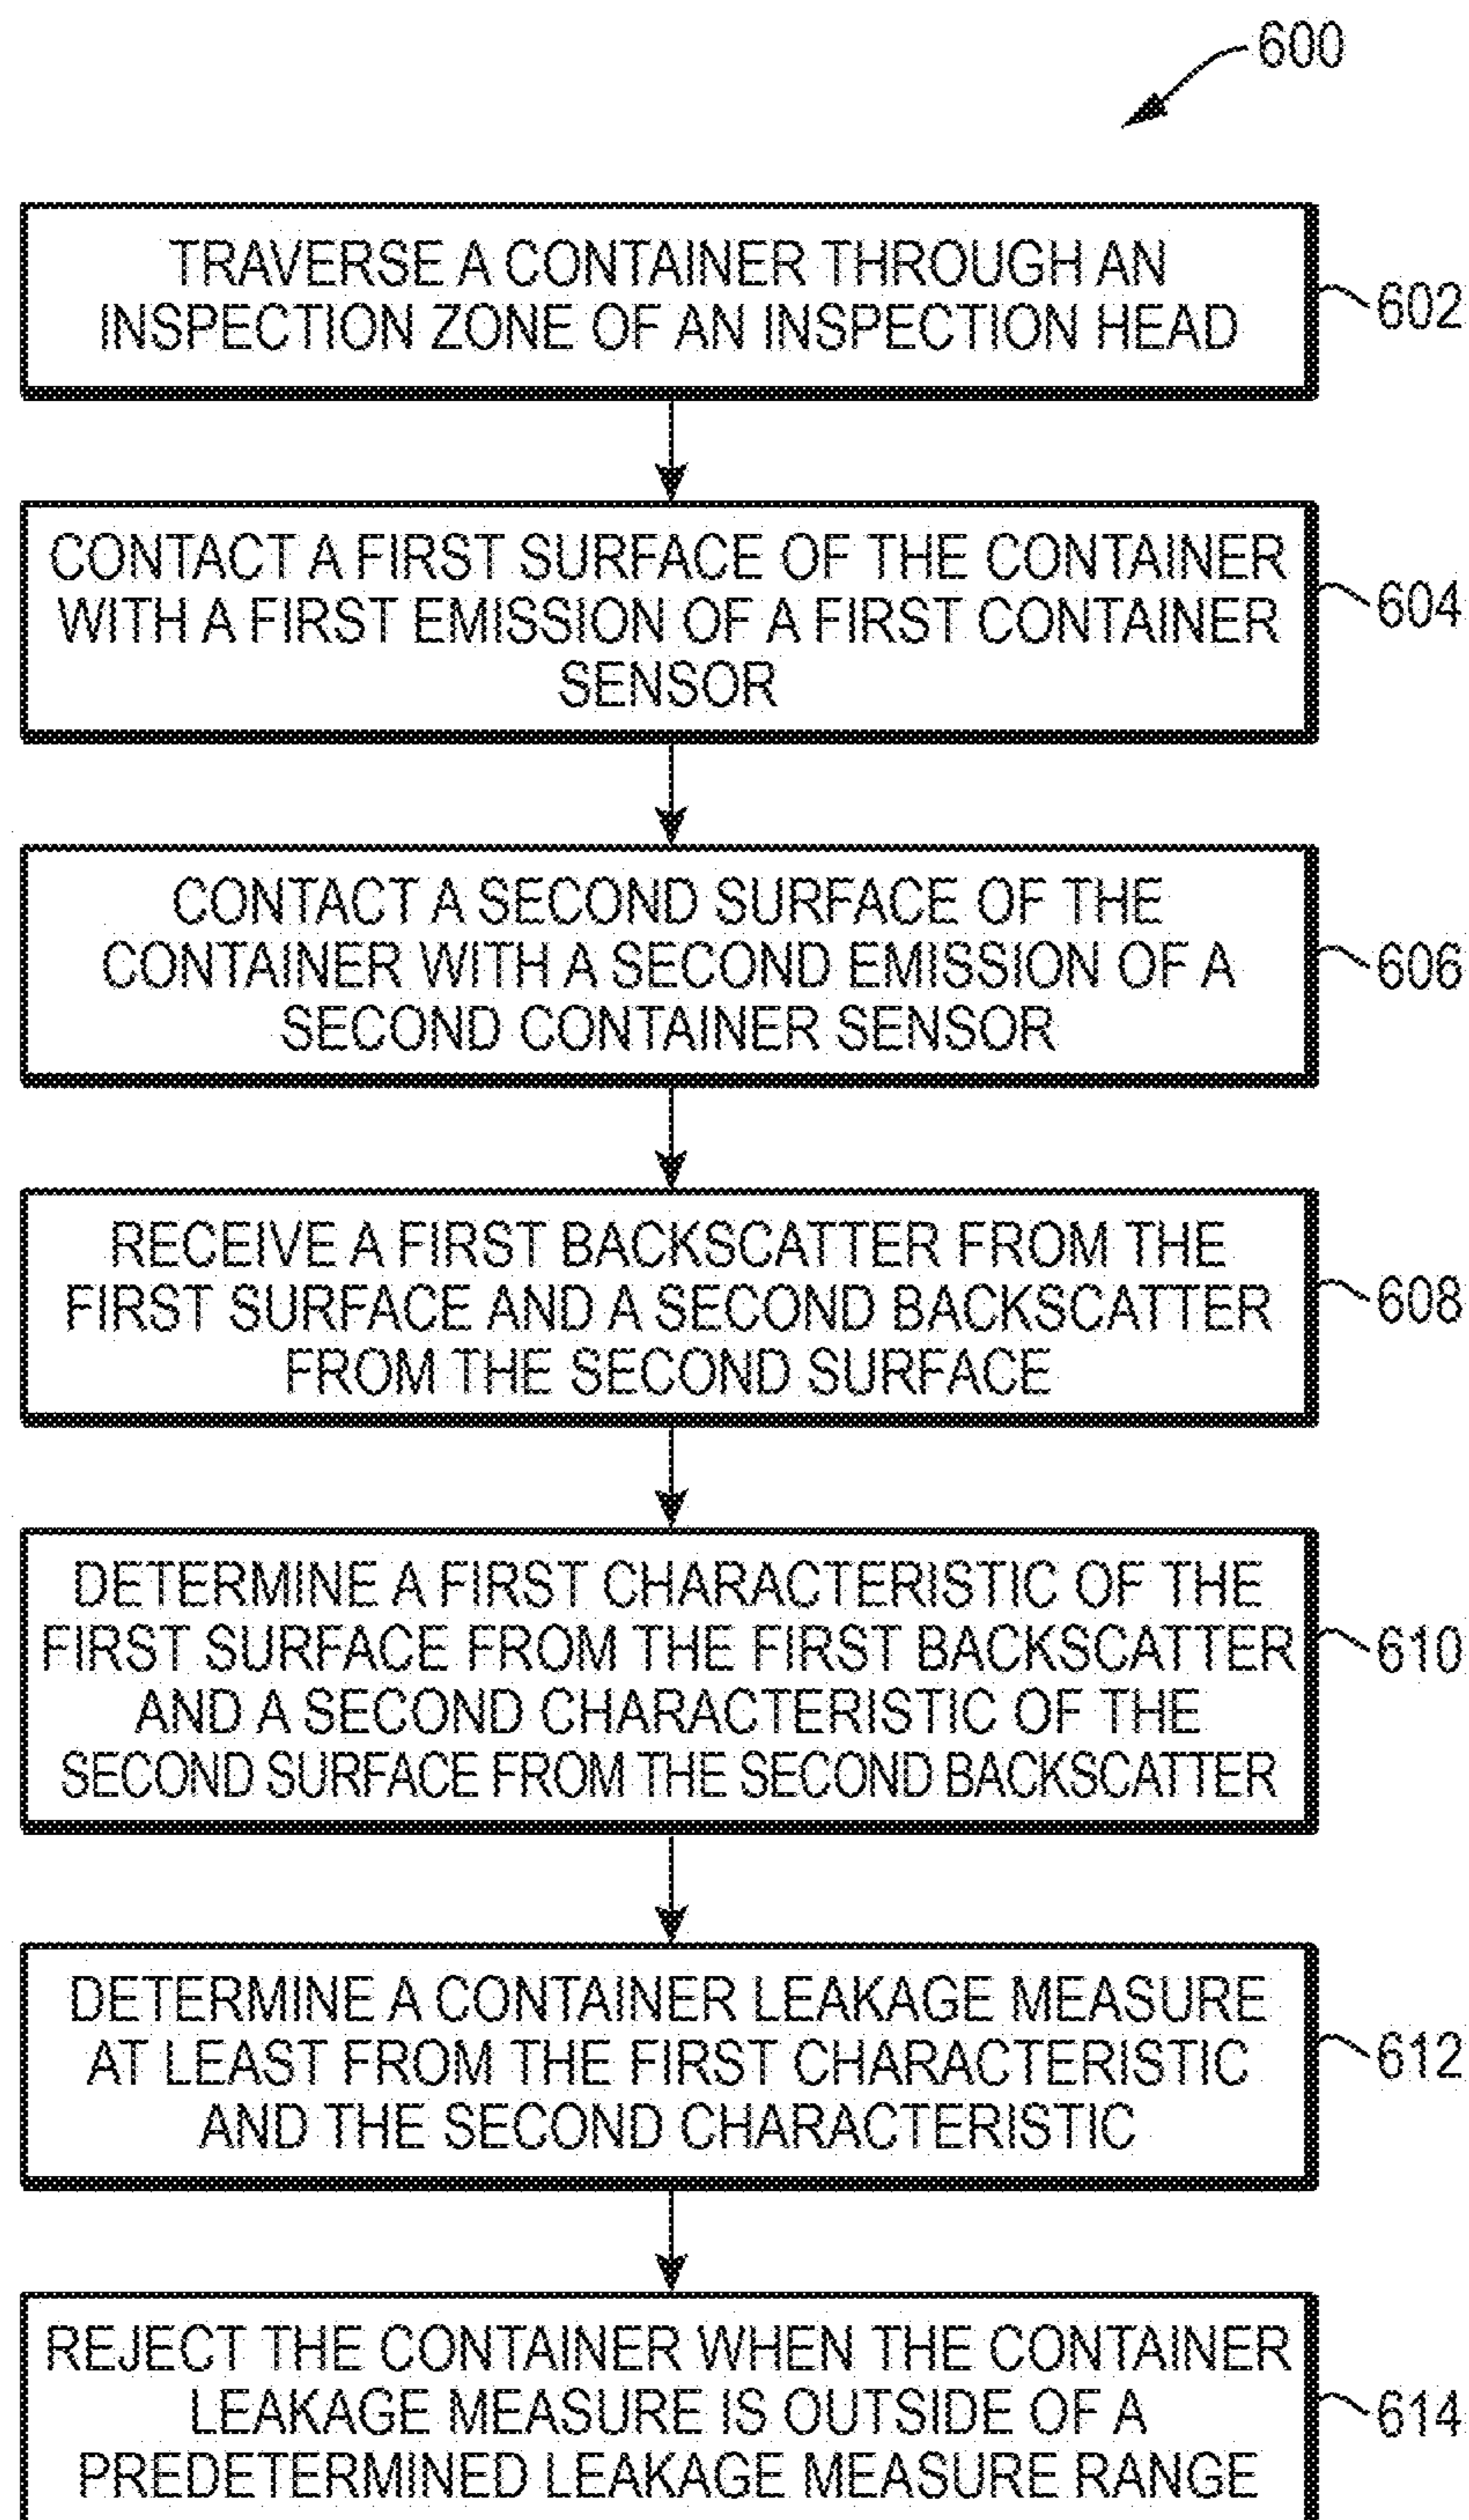 600
TRAVERSE A CONTAINER THROUGH AN
INSPECTION ZONE OF AN INSPECTION HEAD
602
CONTACT A FIRST SURFACE OF THE CONTAINER
WITH A FIRST EMISSION OF A FIRST CONTAINER
SENSOR
604
CONTACT A SECOND SURFACE OF THE
CONTAINER WITH A SECOND EMISSION OF A
SECOND CONTAINER SENSOR
606
RECEIVE A FIRST BACKSCATTER FROM THE
FIRST SURFACE AND A SECOND BACKSCATTER
FROM THE SECOND SURFACE
608
DETERMINE A FIRST CHARACTERISTIC OF THE
FIRST SURFACE FROM THE FIRST BACKSCATTER
AND A SECOND CHARACTERISTIC OF THE
SECOND SURFACE FROM THE SECOND BACKSCATTER
610
DETERMINE A CONTAINER LEAKAGE MEASURE
AT LEAST FROM THE FIRST CHARACTERISTIC
AND THE SECOND CHARACTERISTIC
612
REJECT THE CONTAINER WHEN THE CONTAINER
LEAKAGE MEASURE IS OUTSIDE OF A
PREDETERMINED LEAKAGE MEASURE RANGE
614